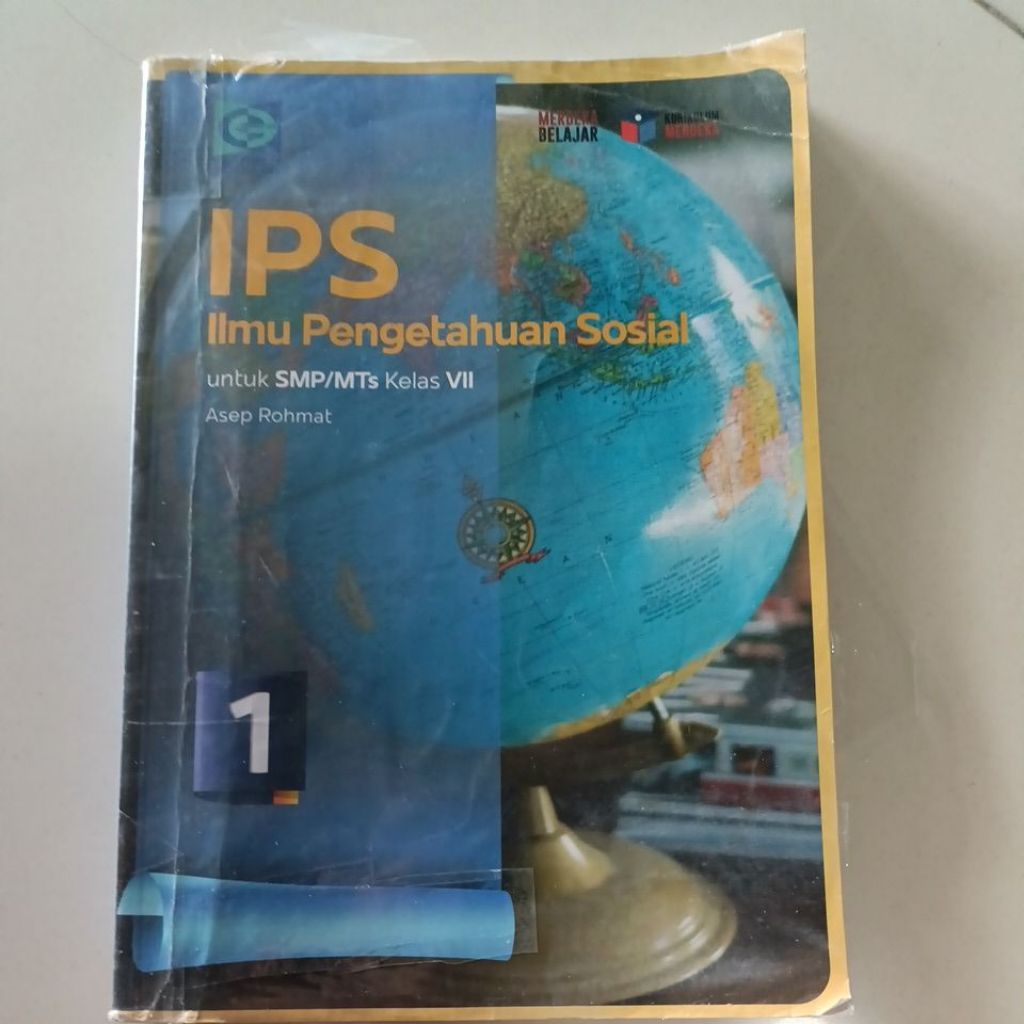 MERDEKA
BELAJAR
KURIKULUM
MERDEKA
IPS
Ilmu Pengetahuan Sosial
untuk SMP/MTs Kelas VII
Asep Rohmat
1